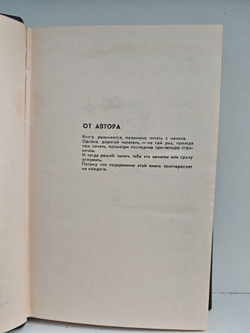 ОТ АВТОРА
Книгу, разумеется, положено читать с начала.
Однако, дорогой читатель, — на сей раз, прежде
чем начать, посмотри последние три-четыре стра-
нички.
И тогда решай: читать тебе эти записки или сразу
отложить.
Потому что содержание этой книги заинтересует
не каждого.